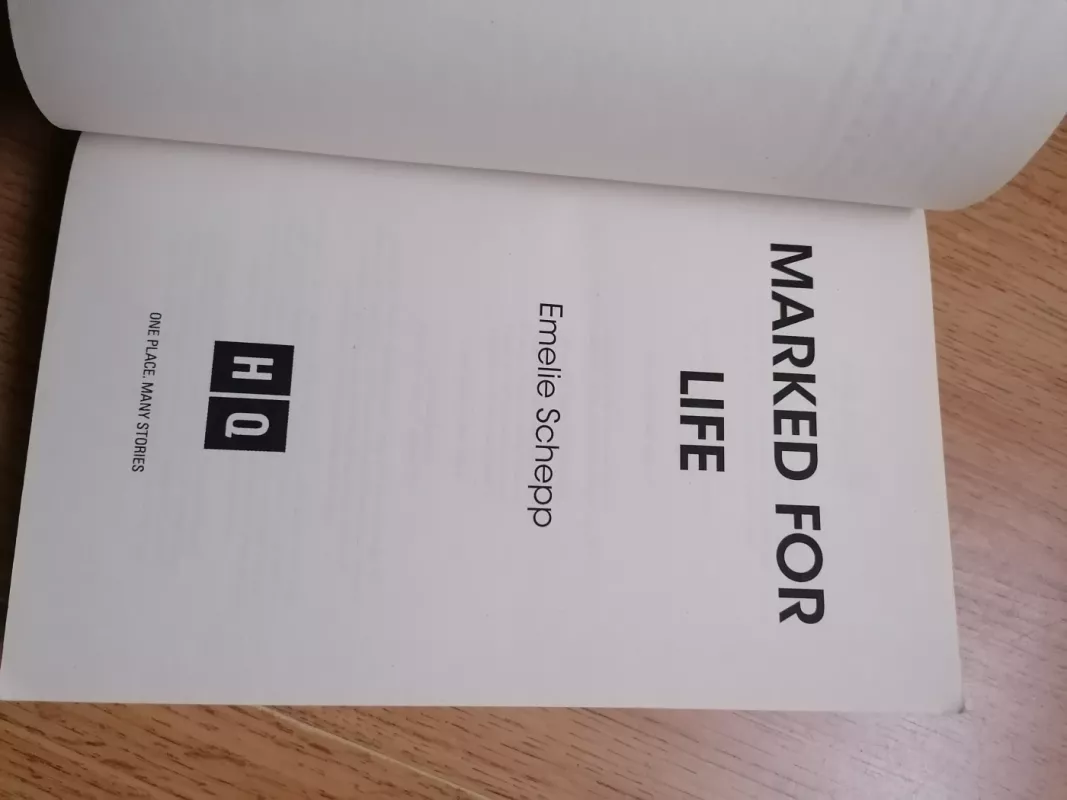 MARKED FOR
LIFE
Emelie Schepp
HQ
ONE PLACE. MANY STORIES